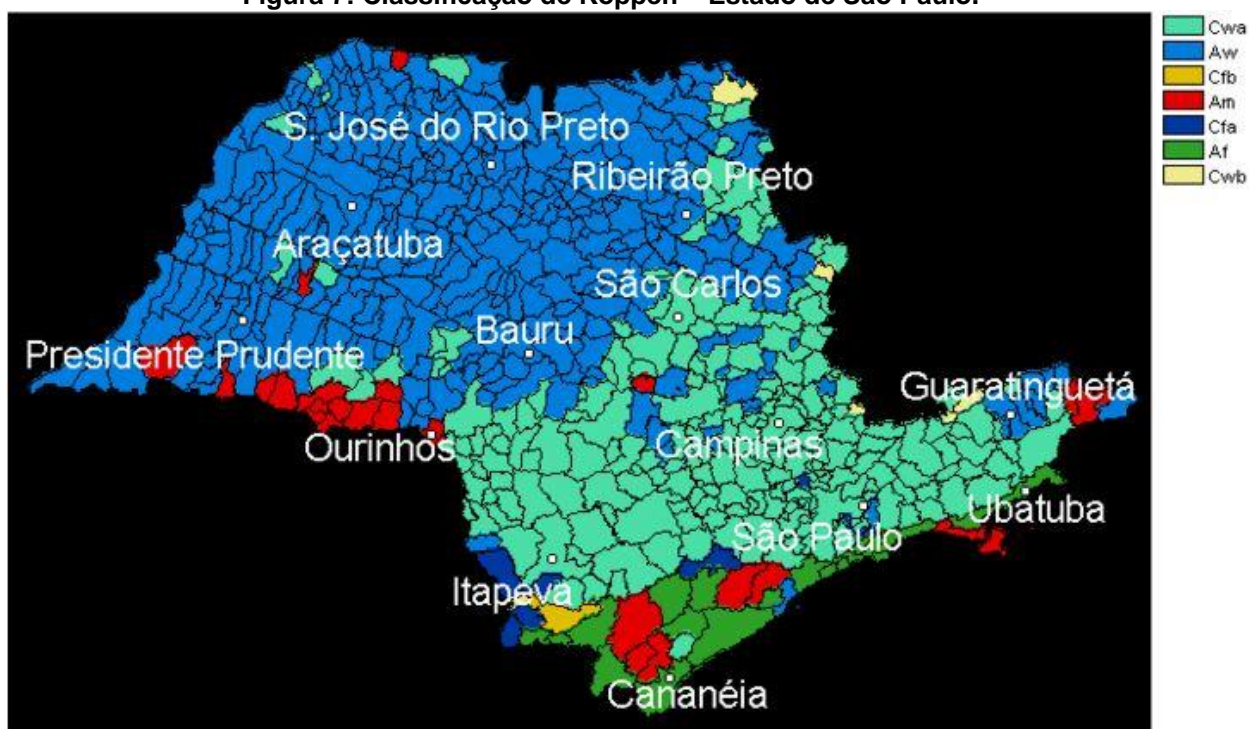 Figura 7: Classificação de Köppen – Estado de São Paulo.
Cwa
Aw
Cfb
Am
Cfa
Af
Cwb
S. José do Rio Preto
Ribeirão Preto
Araçatuba
São Carlos
Bauru
Presidente Prudente
Guaratinguetá
Ourinhos
Campinas
Ubatuba
São Paulo
Itapeva
Cananéia